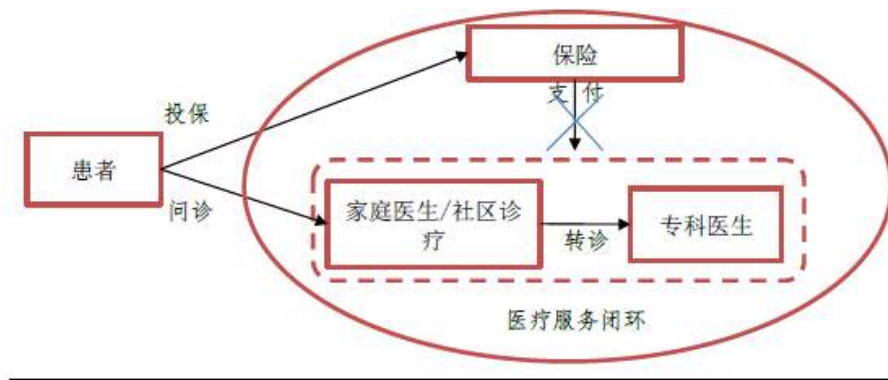 保险
支 付
投保
患者
问诊
家庭医生/社区诊
疗
转诊
专科医生
医疗服务闭环